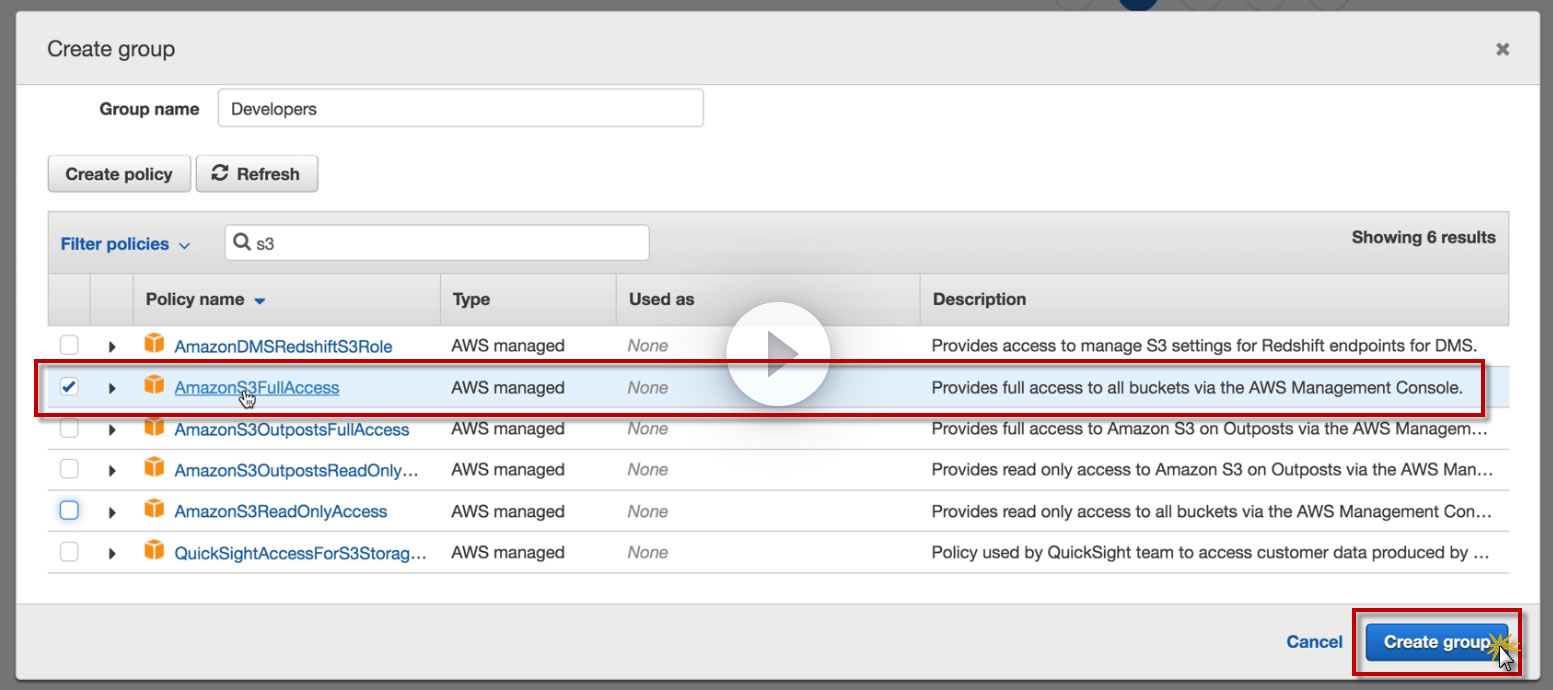 Create group
Group name Developers
Create policy Refresh
Filter policies s3 Showing 6 results
Policy name Type Used as Description
AmazonDMSRedshiftS3Role AWS managed None Provides access to manage S3 settings for Redshift endpoints for DMS.
AmazonS3FullAccess AWS managed None Provides full access to all buckets via the AWS Management Console.
AmazonS3OutpostsFullAccess AWS managed None Provides full access to Amazon S3 on Outposts via the AWS Managem...
AmazonS3OutpostsReadOnly... AWS managed None Provides read only access to Amazon S3 on Outposts via the AWS Man...
AmazonS3ReadOnlyAccess AWS managed None Provides read only access to all buckets via the AWS Management Con...
QuickSightAccessForS3Storag... AWS managed None Policy used by QuickSight team to access customer data produced by ...
Cancel Create group